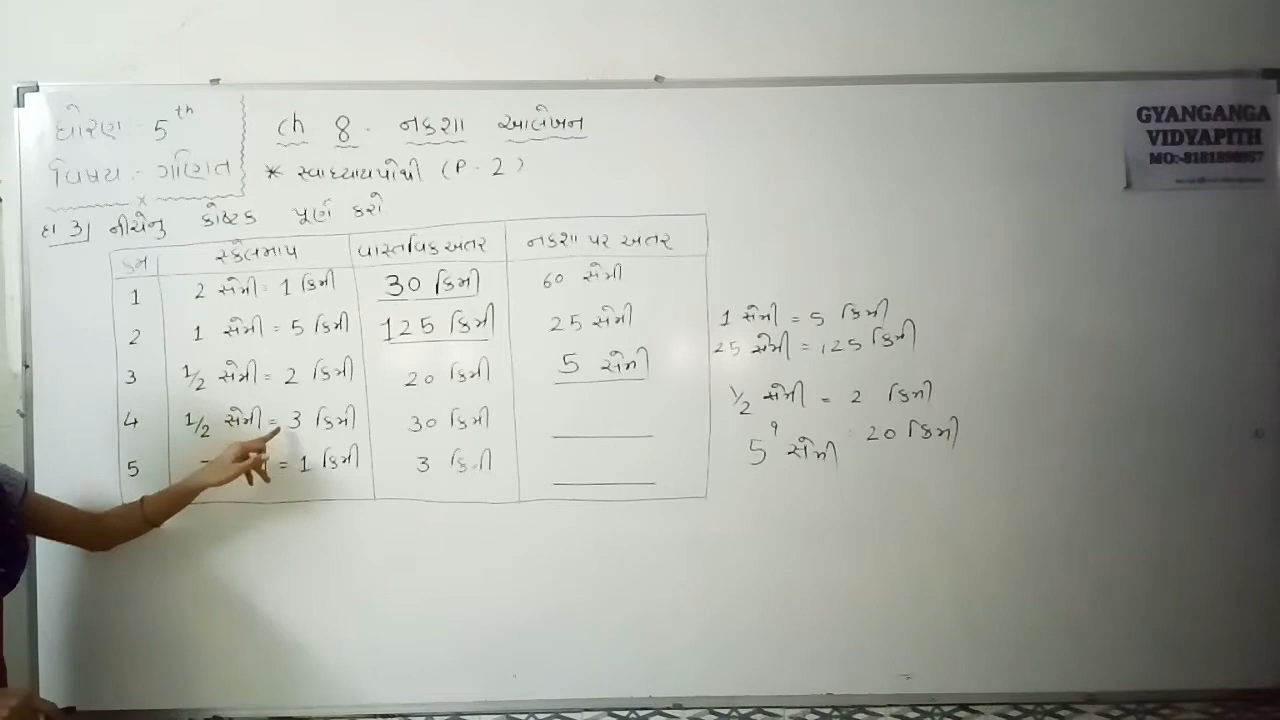 ધોરણ - 5th
વિષય :- ગણિત
Ch 8 . નકશા આલેખન
* સ્વાધ્યાયપોથી (P. 2)
GYANGANGA
VIDYAPITH
3) નીચેનુ કોષ્ટક પૂર્ણ કરો
ક્રમ સ્કેલમાપ વાસ્તવિક અંતર નકશા પર અંતર
1 2 સેમી = 1 કિમી 30 કિમી 60 સેમી
2 1 સેમી = 5 કિમી 125 કિમી 25 સેમી
3 1/2 સેમી = 2 કિમી 20 કિમી 5 સેમી
4 1/2 સેમી = 3 કિમી 30 કિમી
5 = 1 કિમી 3 કિમી
1 સેમી = 5 કિમી
25 સેમી = 125 કિમી
1/2 સેમી = 2 કિમી
5 સેમી 20 કિમી